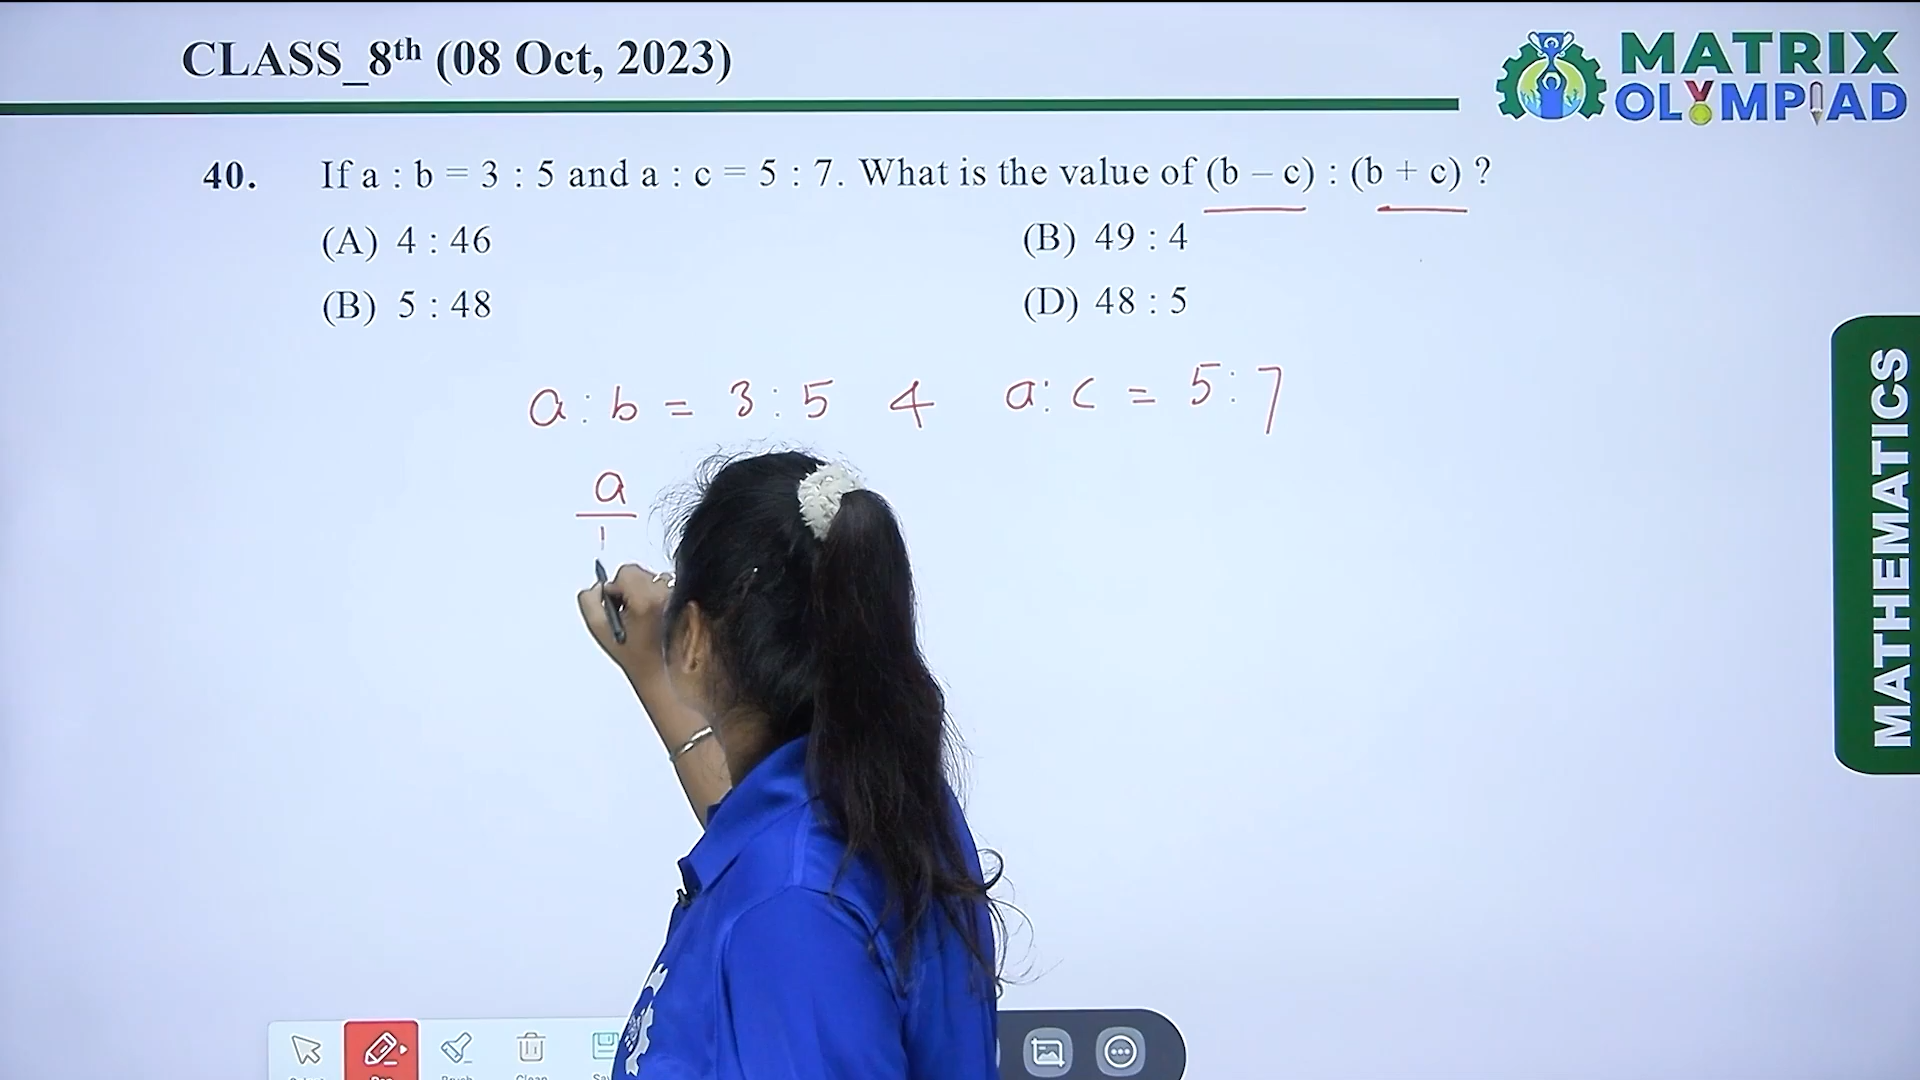 CLASS_8th (08 Oct, 2023)
MATRIX
OLYMPIAD
40. If a : b = 3 : 5 and a : c = 5 : 7. What is the value of (b – c) : (b + c) ?
(A) 4 : 46 (B) 49 : 4
(B) 5 : 48 (D) 48 : 5
a : b = 3 : 5 4 a : c = 5 : 7
a
MATHEMATICS